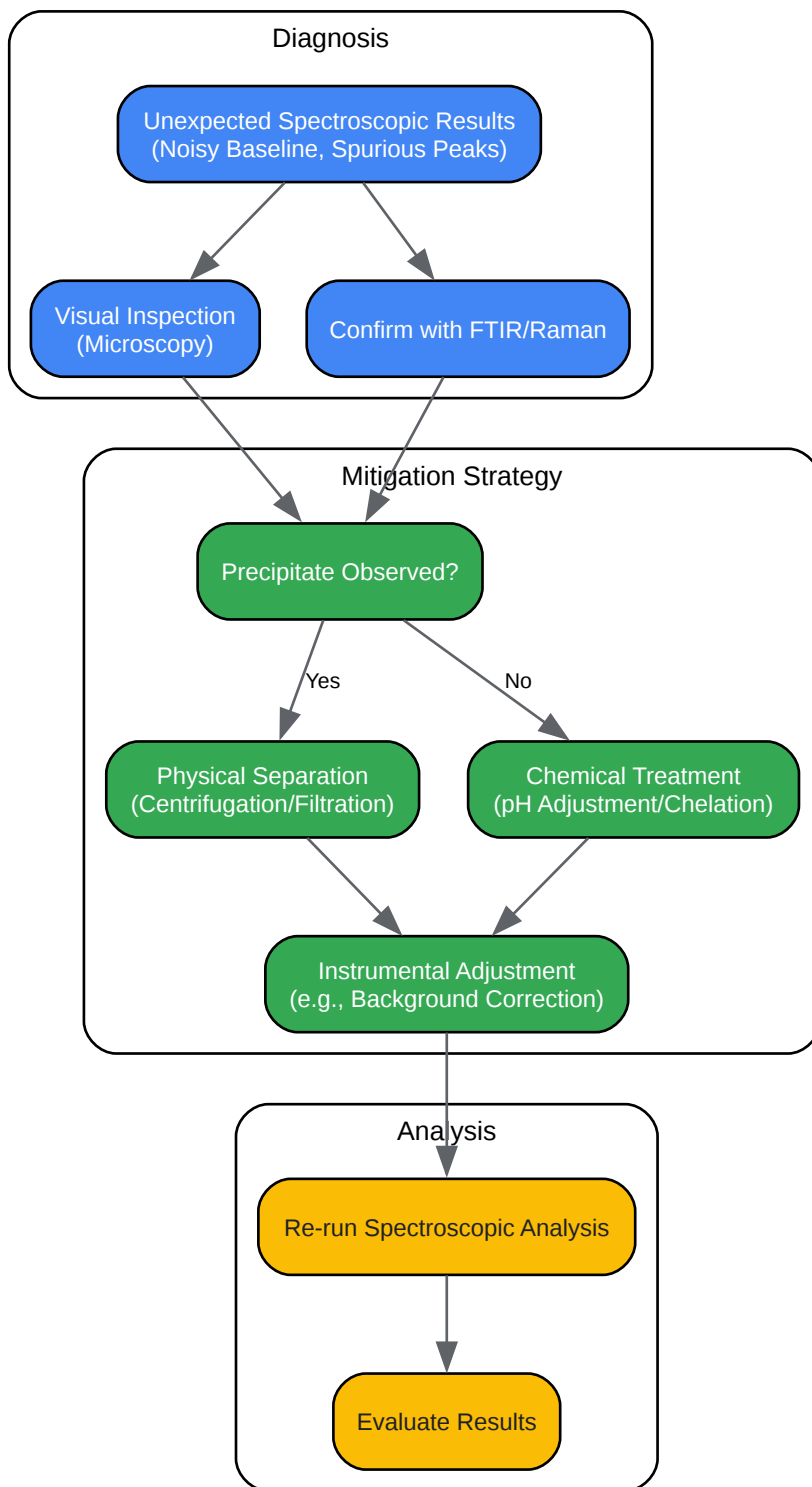 Diagnosis
Unexpected Spectroscopic Results
(Noisy Baseline, Spurious Peaks)
Visual Inspection
(Microscopy)
Confirm with FTIR/Raman
Mitigation Strategy
Precipitate Observed?
Yes
No
Physical Separation
(Centrifugation/Filtration)
Chemical Treatment
(pH Adjustment/Chelation)
Instrumental Adjustment
(e.g., Background Correction)
Analysis
Re-run Spectroscopic Analysis
Evaluate Results